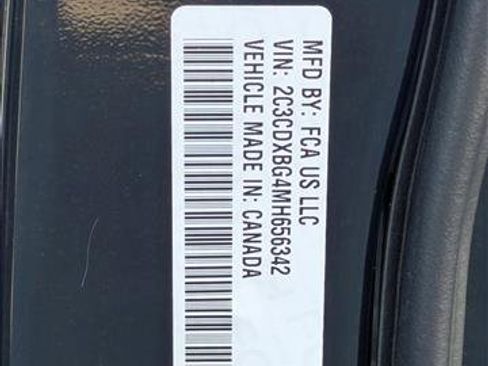 MFD BY: FCA US LLC
VIN: 2C3CDXBG4MH656342
VEHICLE MADE IN: CANADA